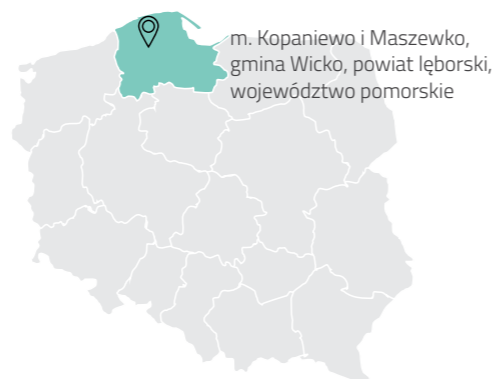 m. Kopaniewo i Maszewko,
gmina Wicko, powiat lęborski,
województwo pomorskie